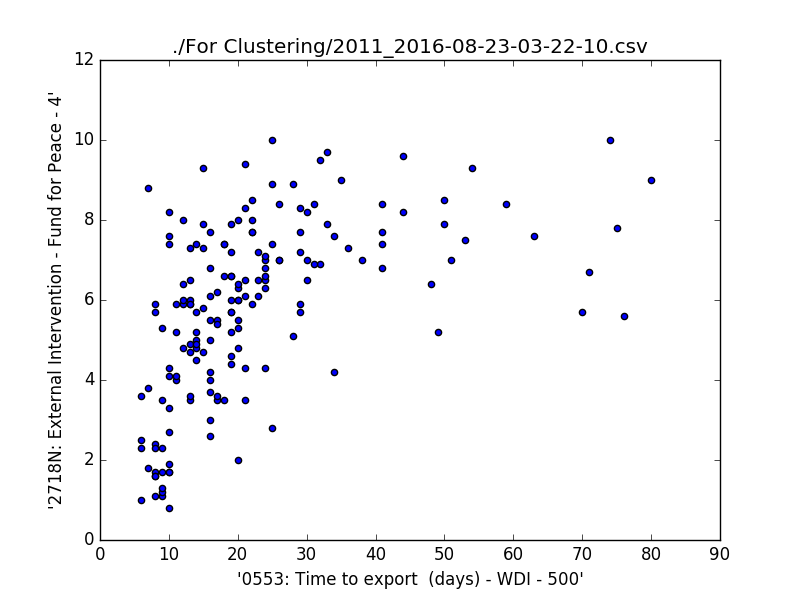 ./For Clustering/2011_2016-08-23-03-22-10.csv
12
10
8
6
4
2
0
'2718N: External Intervention - Fund for Peace - 4'
0 10 20 30 40 50 60 70 80 90
'0553: Time to export  (days) - WDI - 500'